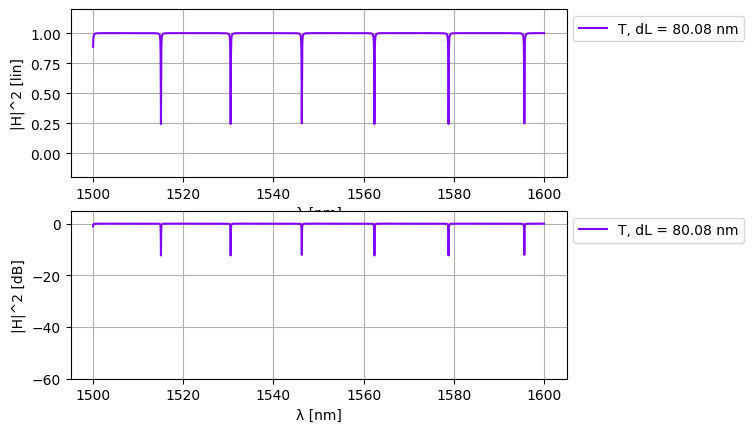 |H|^2 [lin]
1.00
0.75
0.50
0.25
0.00
T, dL = 80.08 nm
1500 1520 1540 1560 1580 1600
λ [nm]
|H|^2 [dB]
0
−20
−40
−60
T, dL = 80.08 nm
1500 1520 1540 1560 1580 1600
λ [nm]